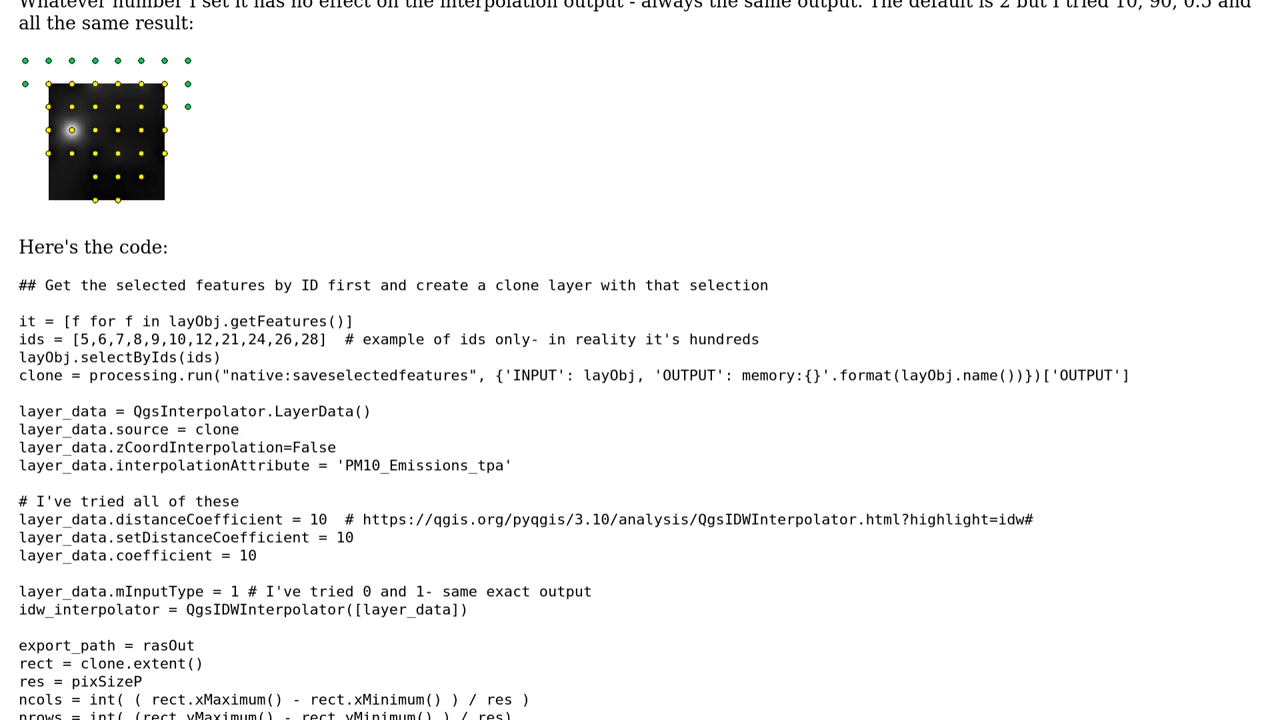 Whatever number I set it has no effect on the interpolation output - always the same output. The default is 2 but I tried 10, 90, 0.5 and
all the same result:
Here's the code:
## Get the selected features by ID first and create a clone layer with that selection
it = [f for f in layObj.getFeatures()]
ids = [5,6,7,8,9,10,12,21,24,26,28]  # example of ids only- in reality it's hundreds
layObj.selectByIds(ids)
clone = processing.run("native:saveselectedfeatures", {'INPUT': layObj, 'OUTPUT': memory:{}'.format(layObj.name())})['OUTPUT']
layer_data = QgsInterpolator.LayerData()
layer_data.source = clone
layer_data.zCoordInterpolation=False
layer_data.interpolationAttribute = 'PM10_Emissions_tpa'
# I've tried all of these
layer_data.distanceCoefficient = 10  # https://qgis.org/pyqgis/3.10/analysis/QgsIDWInterpolator.html?highlight=idw#
layer_data.setDistanceCoefficient = 10
layer_data.coefficient = 10
layer_data.mInputType = 1 # I've tried 0 and 1- same exact output
idw_interpolator = QgsIDWInterpolator([layer_data])
export_path = rasOut
rect = clone.extent()
res = pixSizeP
ncols = int( ( rect.xMaximum() - rect.xMinimum() ) / res )
nrows = int( (rect.yMaximum() - rect.yMinimum() ) / res)